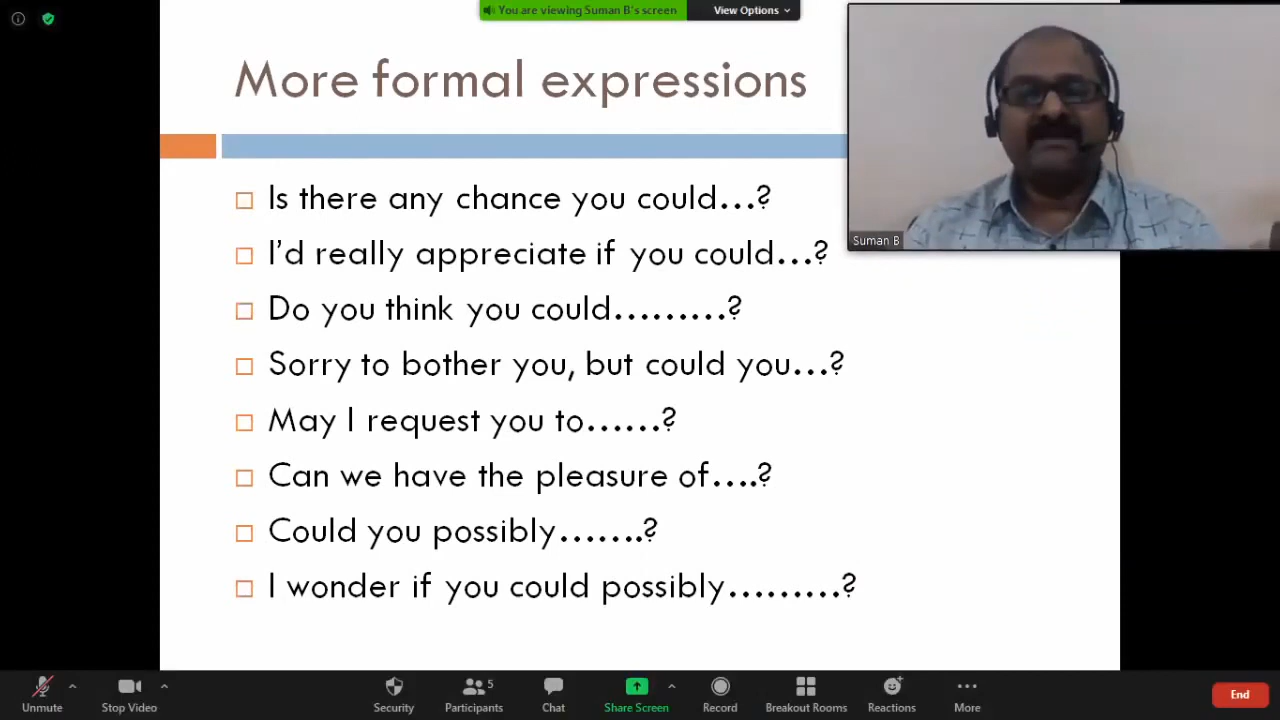 You are viewing Suman B's screen
View Options
More formal expressions
Is there any chance you could...?
I'd really appreciate if you could...?
Do you think you could.........?
Sorry to bother you, but could you...?
May I request you to......?
Can we have the pleasure of....?
Could you possibly.......?
I wonder if you could possibly.........?
Suman B
Unmute
Stop Video
Security
Participants
5
Chat
Share Screen
Record
Breakout Rooms
Reactions
More
End